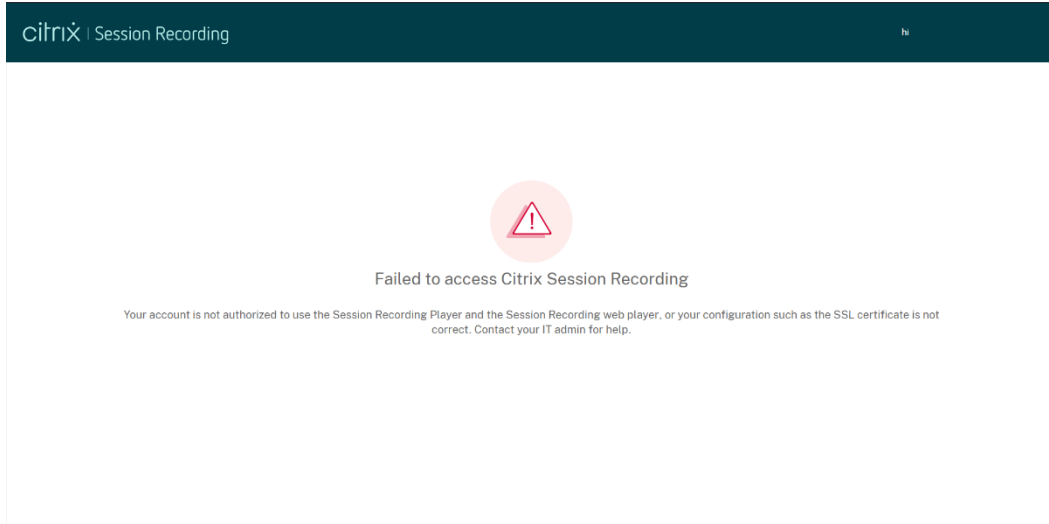 citrix | Session Recording
hi
Failed to access Citrix Session Recording
Your account is not authorized to use the Session Recording Player and the Session Recording web player, or your configuration such as the SSL certificate is not
correct. Contact your IT admin for help.